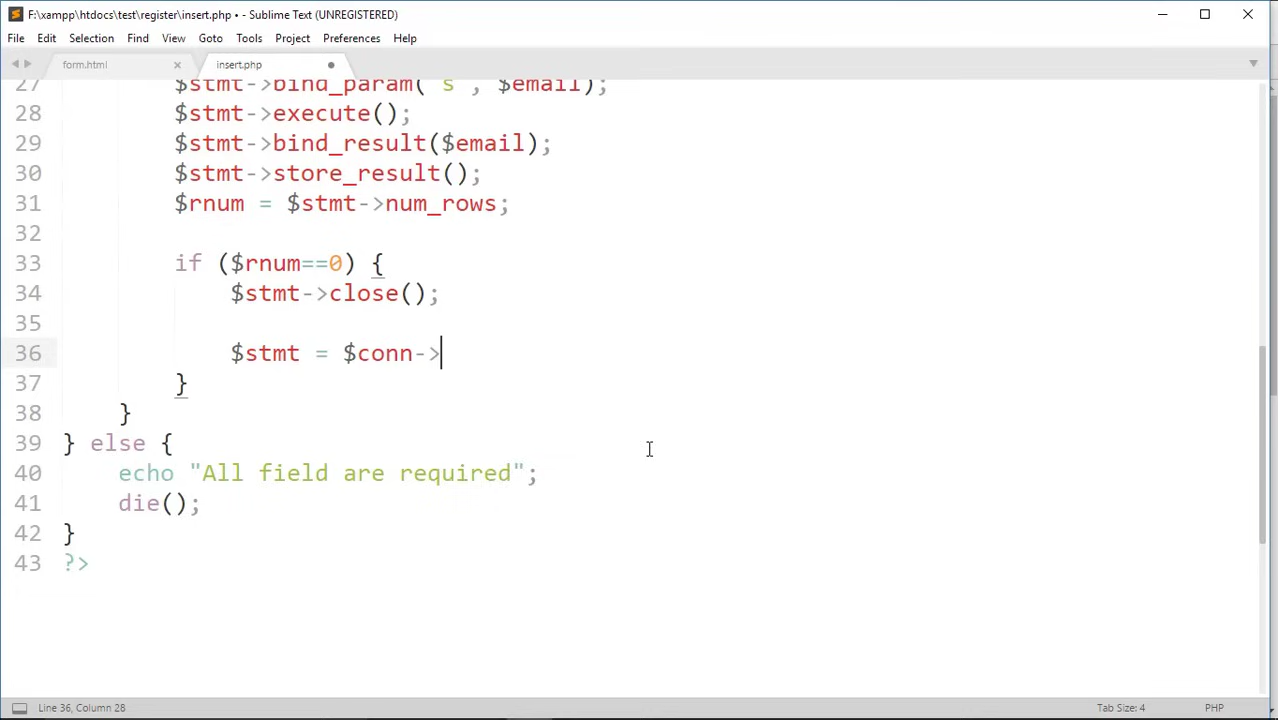 F:\xampp\htdocs\test\register\insert.php • - Sublime Text (UNREGISTERED)
File Edit Selection Find View Goto Tools Project Preferences Help
form.html insert.php
27 $stmt->bind_param("s", $email);
28 $stmt->execute();
29 $stmt->bind_result($email);
30 $stmt->store_result();
31 $rnum = $stmt->num_rows;
32
33 if ($rnum==0) {
34 $stmt->close();
35
36 $stmt = $conn->
37 }
38 }
39 } else {
40 echo "All field are required";
41 die();
42 }
43 ?>
Line 36, Column 28 Tab Size: 4 PHP